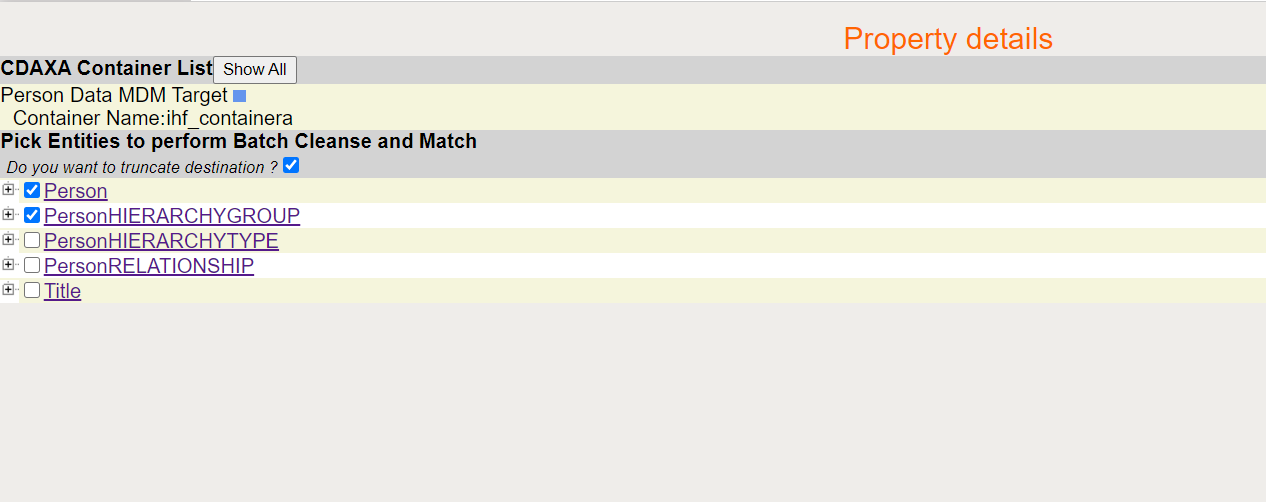 Property details
CDAXA Container List Show All
Person Data MDM Target
Container Name:ihf_containera
Pick Entities to perform Batch Cleanse and Match
Do you want to truncate destination ?
Person
PersonHIERARCHYGROUP
PersonHIERARCHYTYPE
PersonRELATIONSHIP
Title